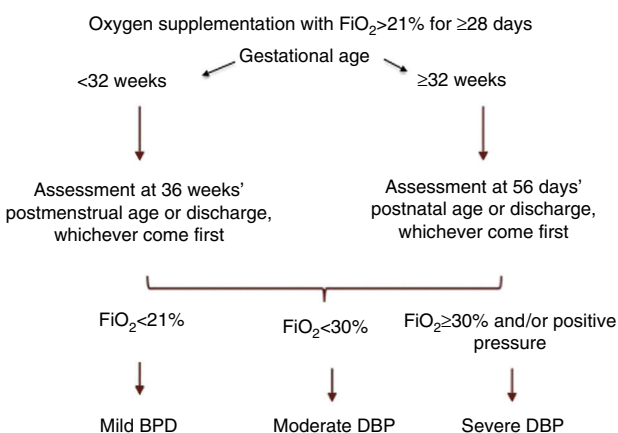 Oxygen supplementation with FiO₂>21% for ≥28 days
Gestational age
<32 weeks
≥32 weeks
Assessment at 36 weeks’
postmenstrual age or discharge,
whichever come first
Assessment at 56 days’
postnatal age or discharge,
whichever come first
FiO₂<21%
FiO₂<30%
FiO₂≥30% and/or positive
pressure
Mild BPD
Moderate DBP
Severe DBP